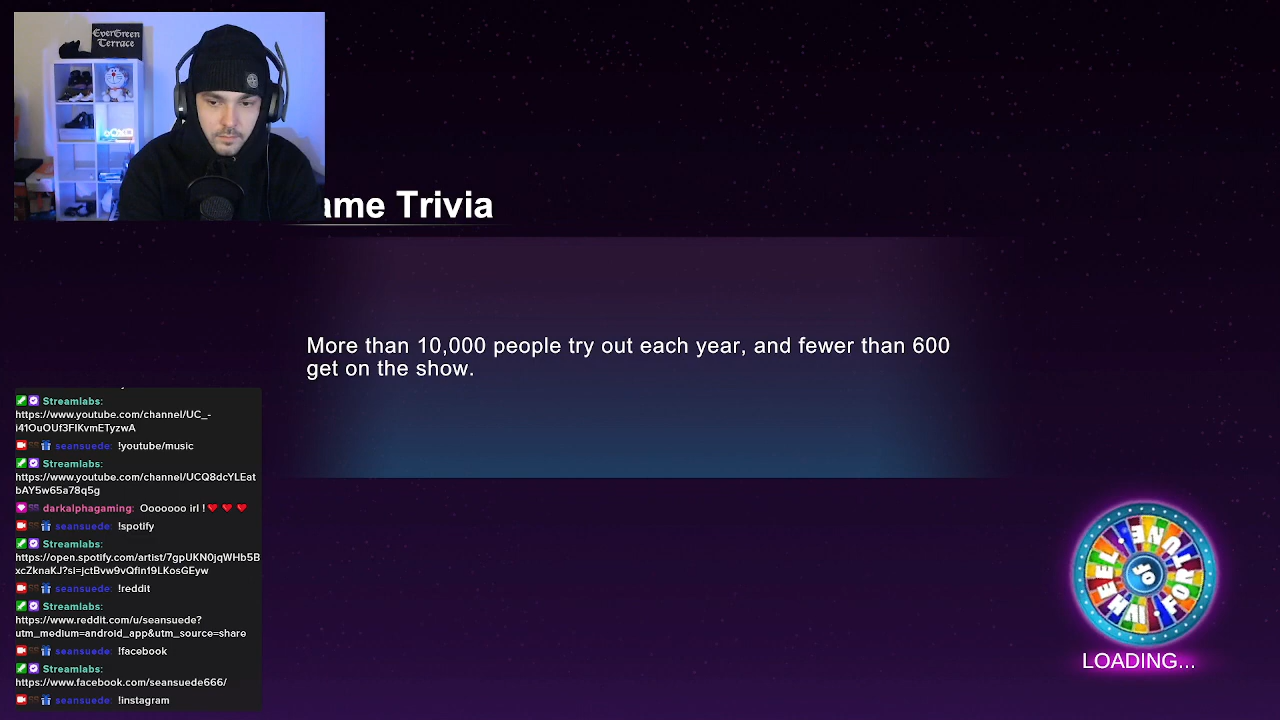 EverGreen
Terrace
ame Trivia
More than 10,000 people try out each year, and fewer than 600
get on the show.
Streamlabs:
https://www.youtube.com/channel/UC_-
i41OuOUf3FIKvmETyzwA
seansuede: !youtube/music
Streamlabs:
https://www.youtube.com/channel/UCQ8dcYLEat
bAY5w65a78q5g
darkalphagaming: Ooooooo irl !
seansuede: !spotify
Streamlabs:
https://open.spotify.com/artist/7gpUKN0jqWHb5B
xcZknaKJ?si=jctBvw9vQfin19LKosGEyw
seansuede: !reddit
Streamlabs:
https://www.reddit.com/u/seansuede?
utm_medium=android_app&utm_source=share
seansuede: !facebook
Streamlabs:
https://www.facebook.com/seansuede666/
seansuede: !instagram
WHEEL OF FORTUNE
LOADING...